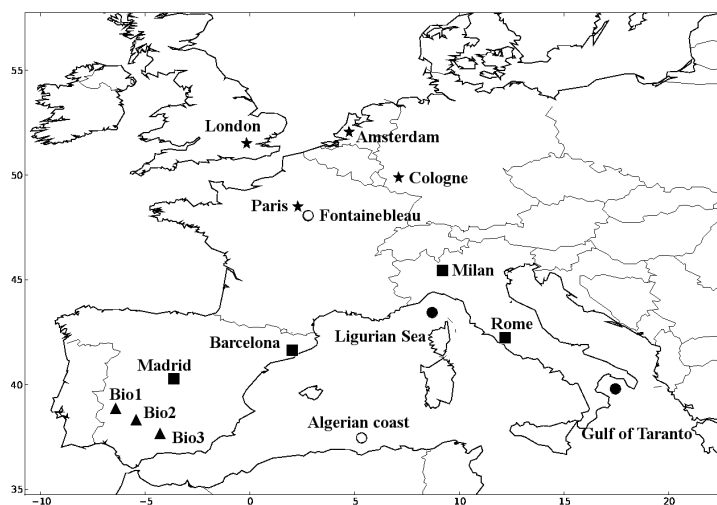 55
London
Amsterdam
50
Cologne
Paris
Fontainebleau
45
Milan
Rome
Ligurian Sea
Barcelona
Madrid
40
Bio1
Bio2
Bio3
Algerian coast
Gulf of Taranto
35
−10 −5 0 5 10 15 20